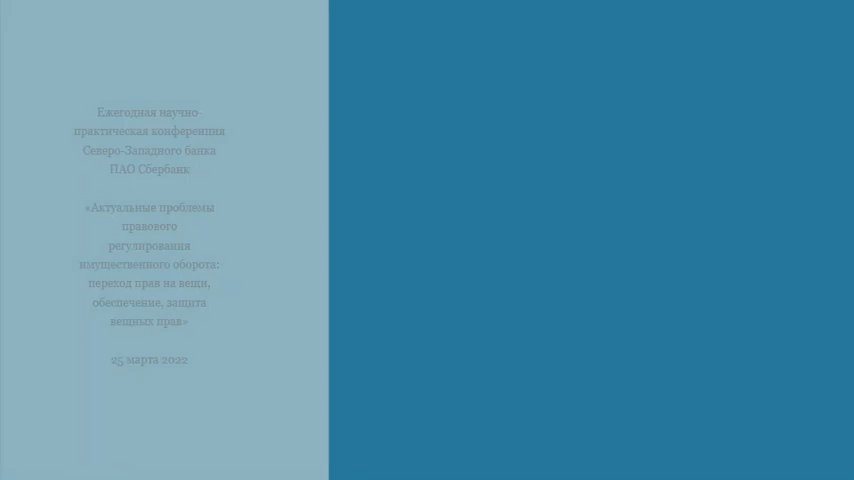 Ежегодная научно-
практическая конференция
Северо-Западного банка
ПАО Сбербанк
«Актуальные проблемы
правового
регулирования
имущественного оборота:
переход прав на вещи,
обеспечение, защита
вещных прав»
25 марта 2022